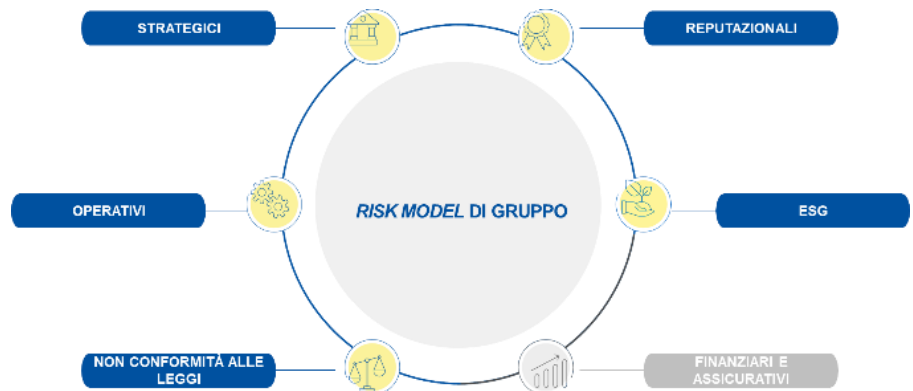 STRATEGICI
REPUTAZIONALI
OPERATIVI
RISK MODEL DI GRUPPO
ESG
NON CONFORMITÀ ALLE
LEGGI
FINANZIARI E
ASSICURATIVI